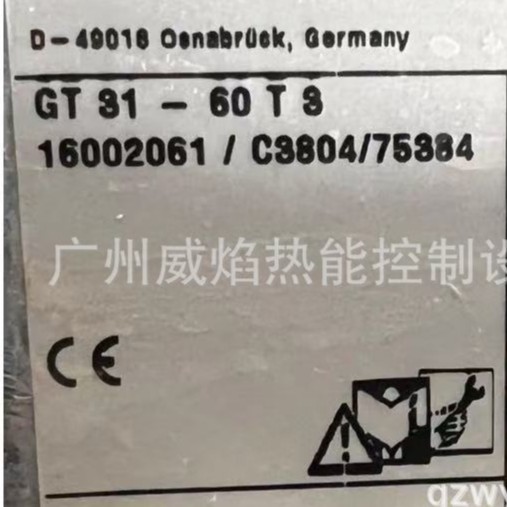 D-49018 Osnabrück, Germany
GT 31 - 60 T 3
16002061 / C3804/75384
广州威焰热能控制设
CE
qzwy